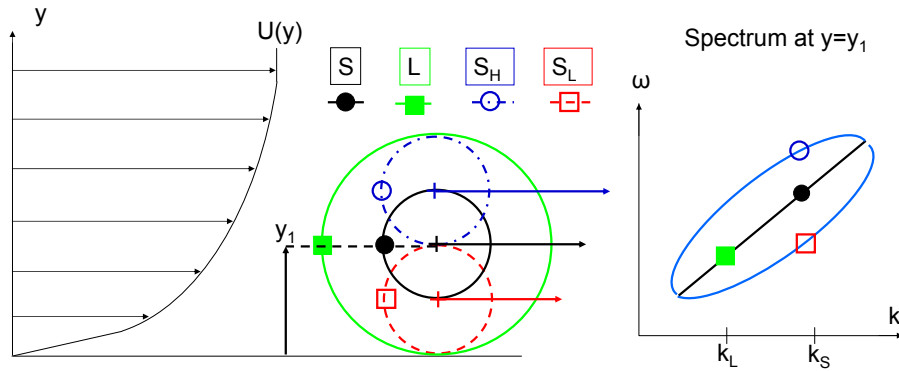 y
U(y)
S
L
S_H
S_L
y_1
Spectrum at y=y_1
ω
k
k_L
k_S